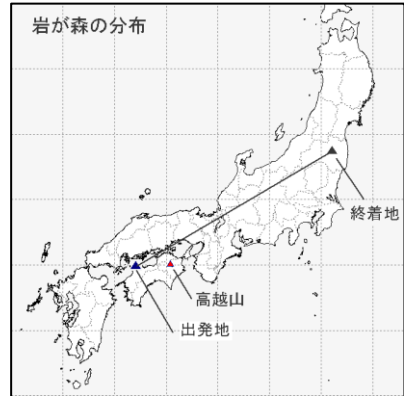 岩が森の分布
終着地
高越山
出発地